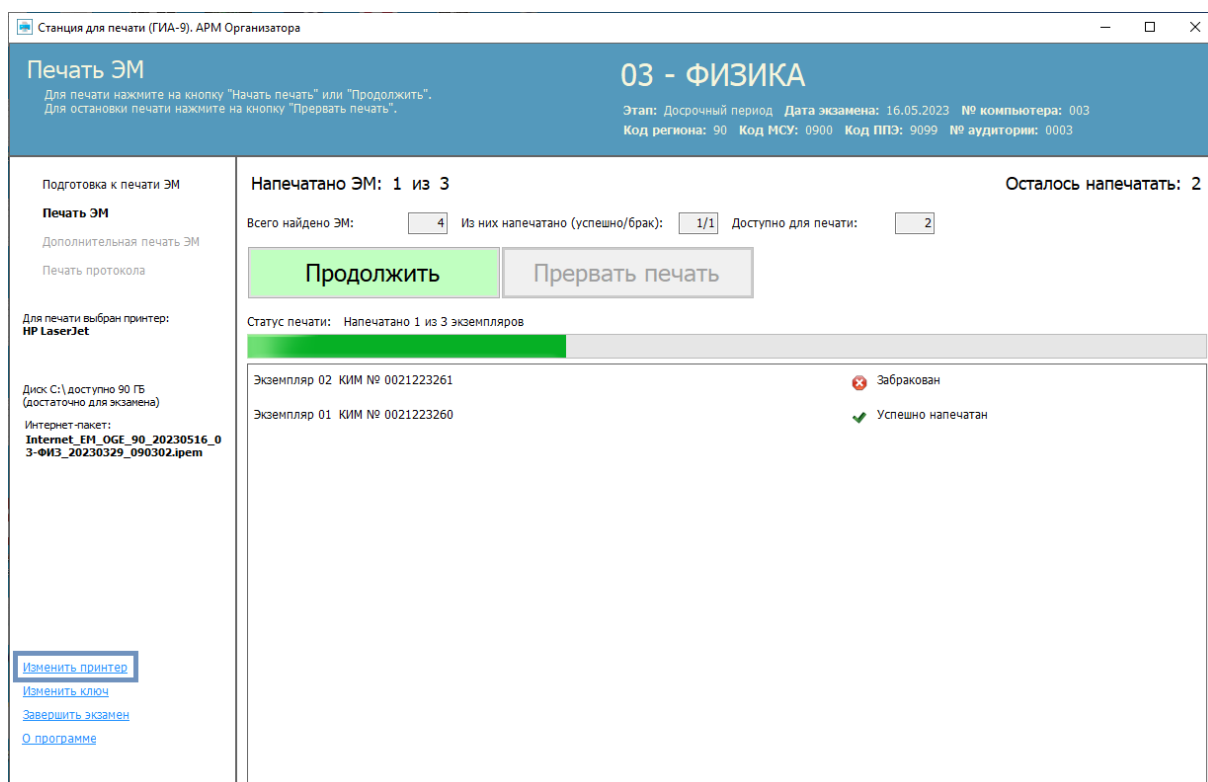 Станция для печати (ГИА-9). АРМ Организатора
Печать ЭМ
Для печати нажмите на кнопку "Начать печать" или "Продолжить".
Для остановки печати нажмите на кнопку "Прервать печать".
03 - ФИЗИКА
Этап: Досрочный период Дата экзамена: 16.05.2023 № компьютера: 003
Код региона: 90 Код МСУ: 0900 Код ППЭ: 9099 № аудитории: 0003
Подготовка к печати ЭМ
Печать ЭМ
Дополнительная печать ЭМ
Печать протокола
Для печати выбран принтер:
HP LaserJet
Диск C:\ доступно 90 ГБ
(достаточно для экзамена)
Интернет-пакет:
Internet_EM_OGE_90_20230516_0
3-ФИЗ_20230329_090302.ipem
Изменить принтер
Изменить ключ
Завершить экзамен
О программе
Напечатано ЭМ: 1 из 3
Осталось напечатать: 2
Всего найдено ЭМ: 4 Из них напечатано (успешно/брак): 1/1 Доступно для печати: 2
Продолжить
Прервать печать
Статус печати: Напечатано 1 из 3 экземпляров
Экземпляр 02 КИМ № 0021223261 Забракован
Экземпляр 01 КИМ № 0021223260 Успешно напечатан